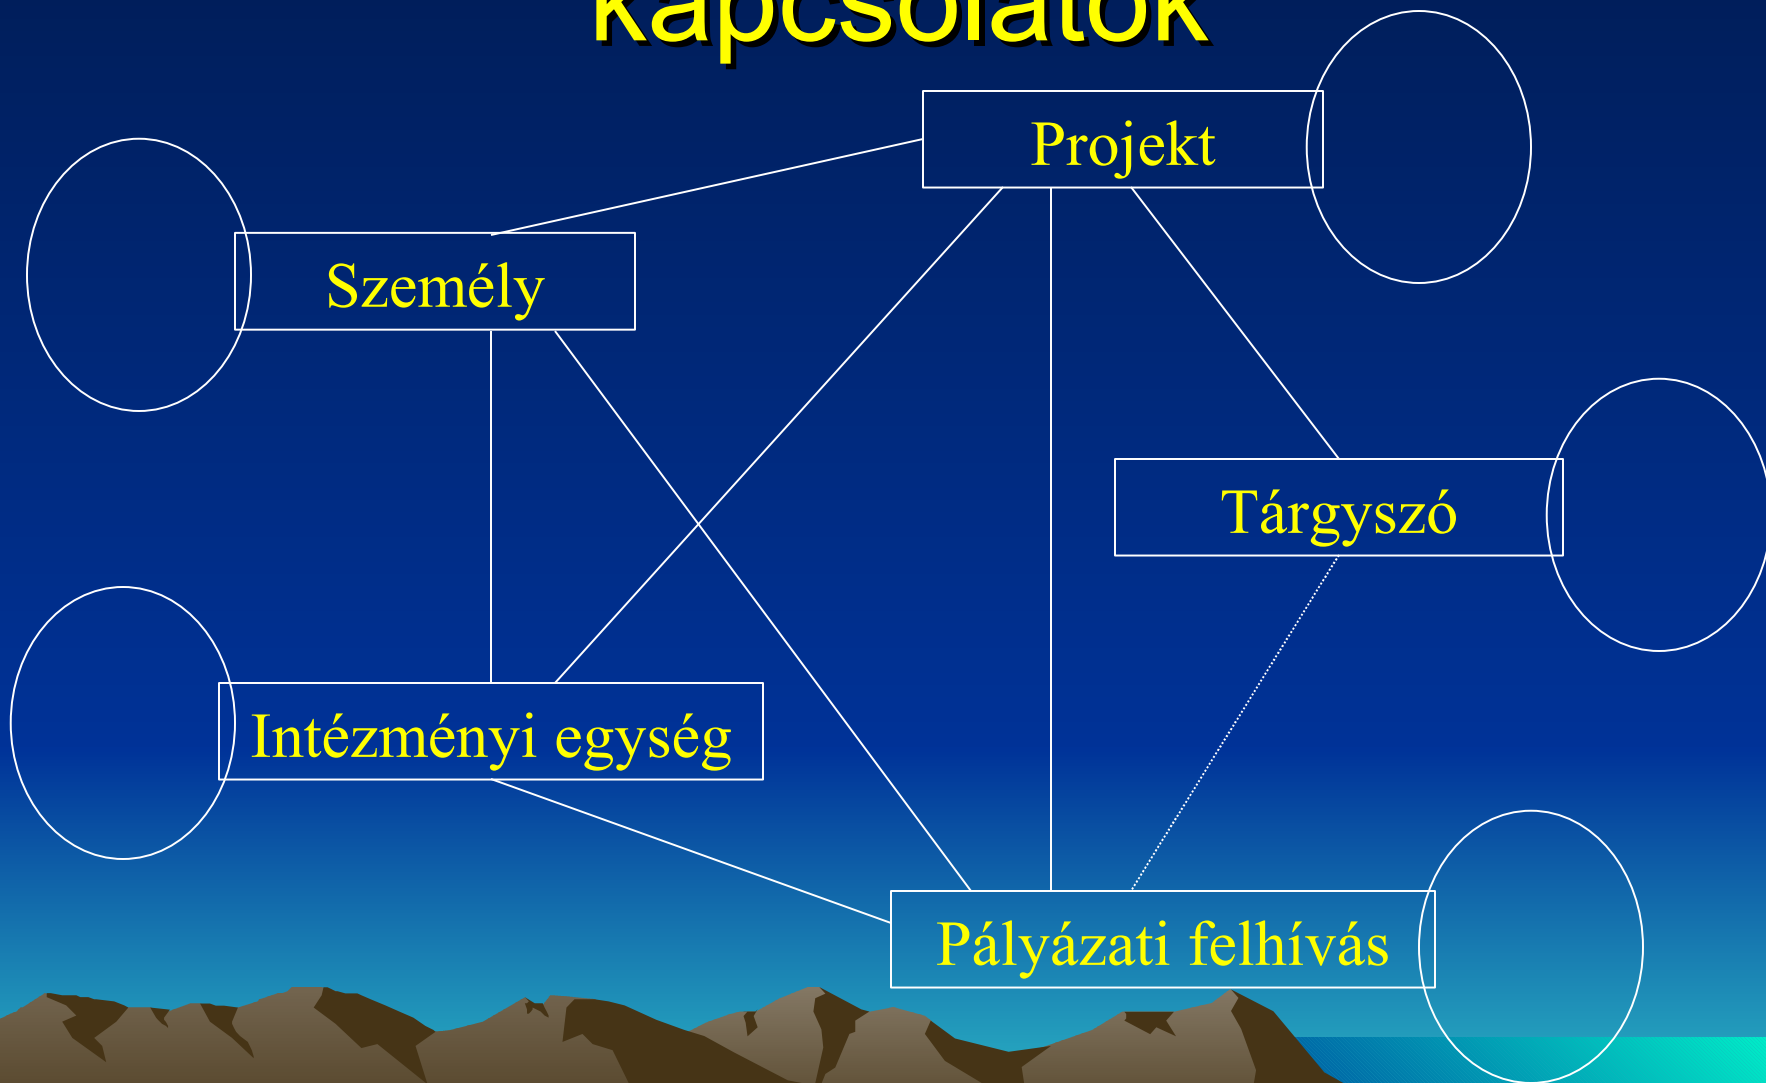 kapcsolatok
Projekt
Személy
Tárgyszó
Intézményi egység
Pályázati felhívás